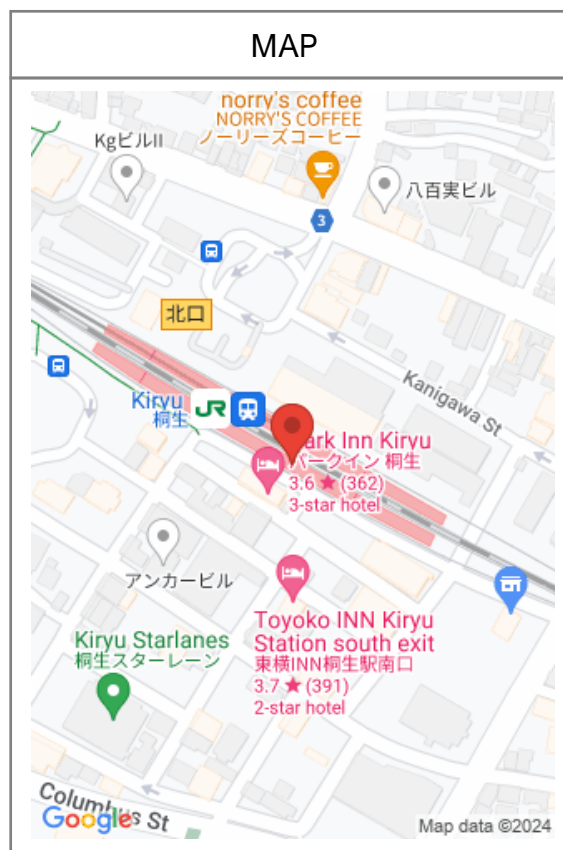 MAP
norry's coffee
NORRY'S COFFEE
ノーリーズコーヒー
KgビルII
八百実ビル
3
北口
Kanigawa St
Kiryu
桐生
JR
ark Inn Kiryu
パークイン 桐生
3.6 ★ (362)
3-star hotel
アンカービル
Toyoko INN Kiryu
Station south exit
東横INN桐生駅南口
3.7 ★ (391)
2-star hotel
Kiryu Starlanes
桐生スターレーン
Columbus St
Google
Map data ©2024